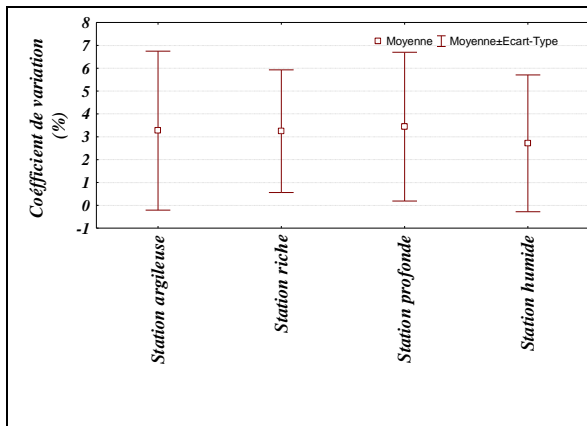 Coéfficient de variation
(%)
8
7
6
5
4
3
2
1
0
-1
Moyenne
Moyenne±Ecart-Type
Station argileuse
Station riche
Station profonde
Station humide